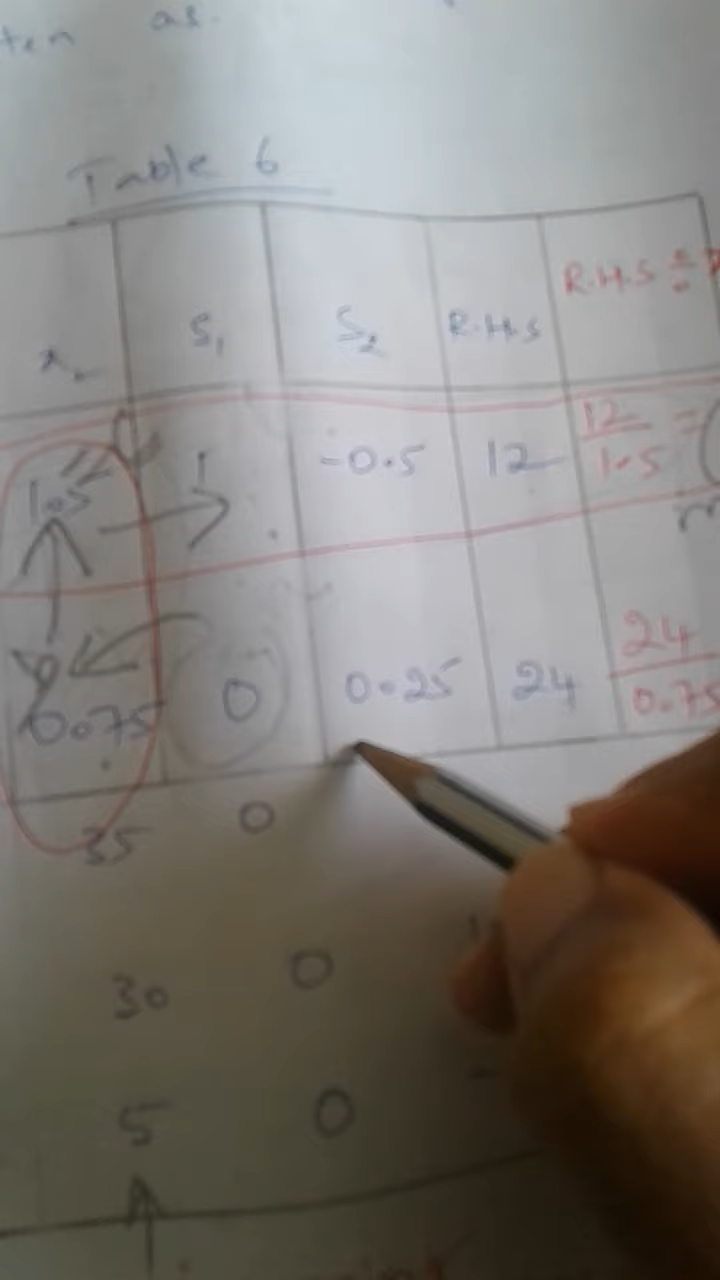 ten as.
Table 6
x₂ S₁ S₂ R.H.S R.H.S ÷
1.5 1 -0.5 12 12/1.5 =
0.75 0 0.25 24 24/0.75
35 0
30 0
5 0